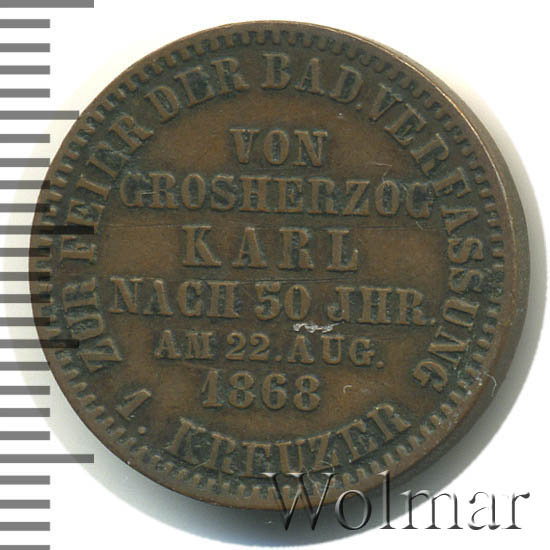 ZUR FEIER DER BAD. VERFASSUNG
VON
GROSHERZOG
KARL
NACH 50 JHR.
AM 22. AUG.
1868
1. KREUZER
Wolmar